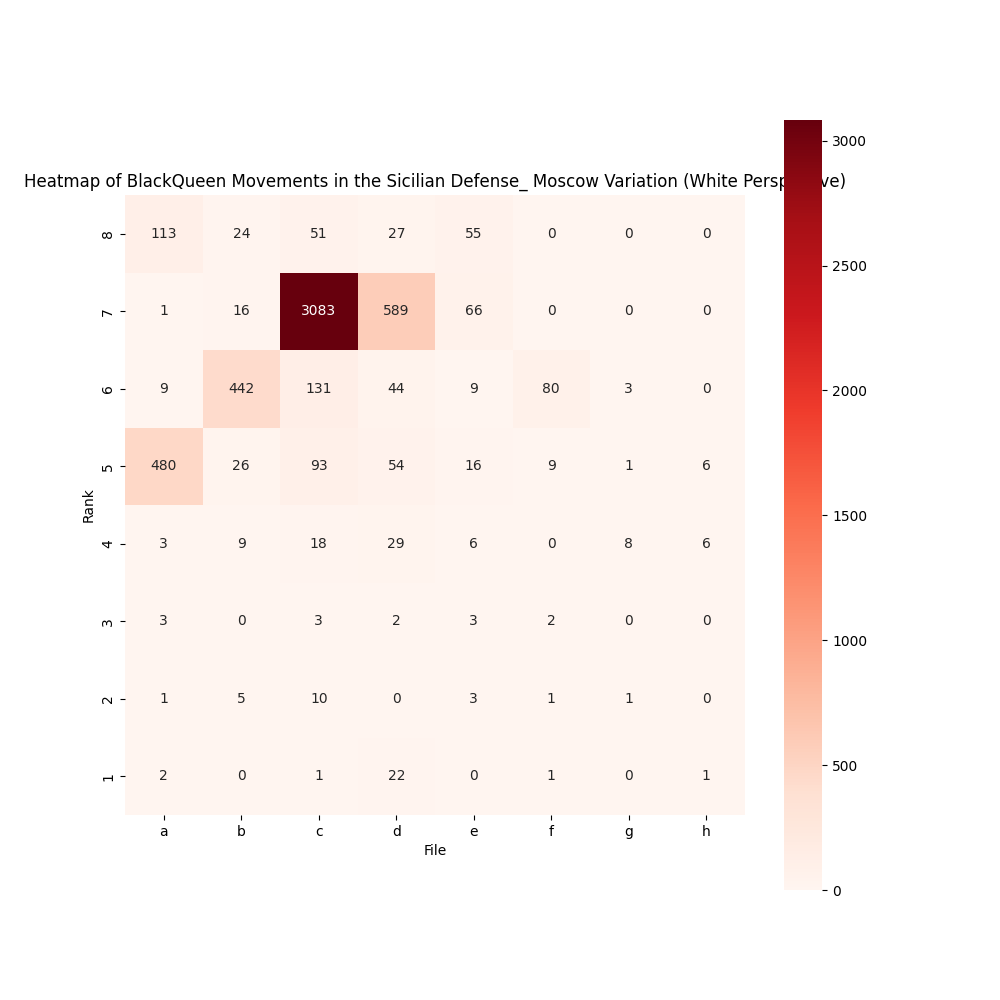 Heatmap of BlackQueen Movements in the Sicilian Defense_ Moscow Variation (White Perspective)
3000
2500
2000
1500
1000
500
0
Rank
8 113 24 51 27 55 0 0 0
7 1 16 3083 589 66 0 0 0
6 9 442 131 44 9 80 3 0
5 480 26 93 54 16 9 1 6
4 3 9 18 29 6 0 8 6
3 3 0 3 2 3 2 0 0
2 1 5 10 0 3 1 1 0
1 2 0 1 22 0 1 0 1
a b c d e f g h
File